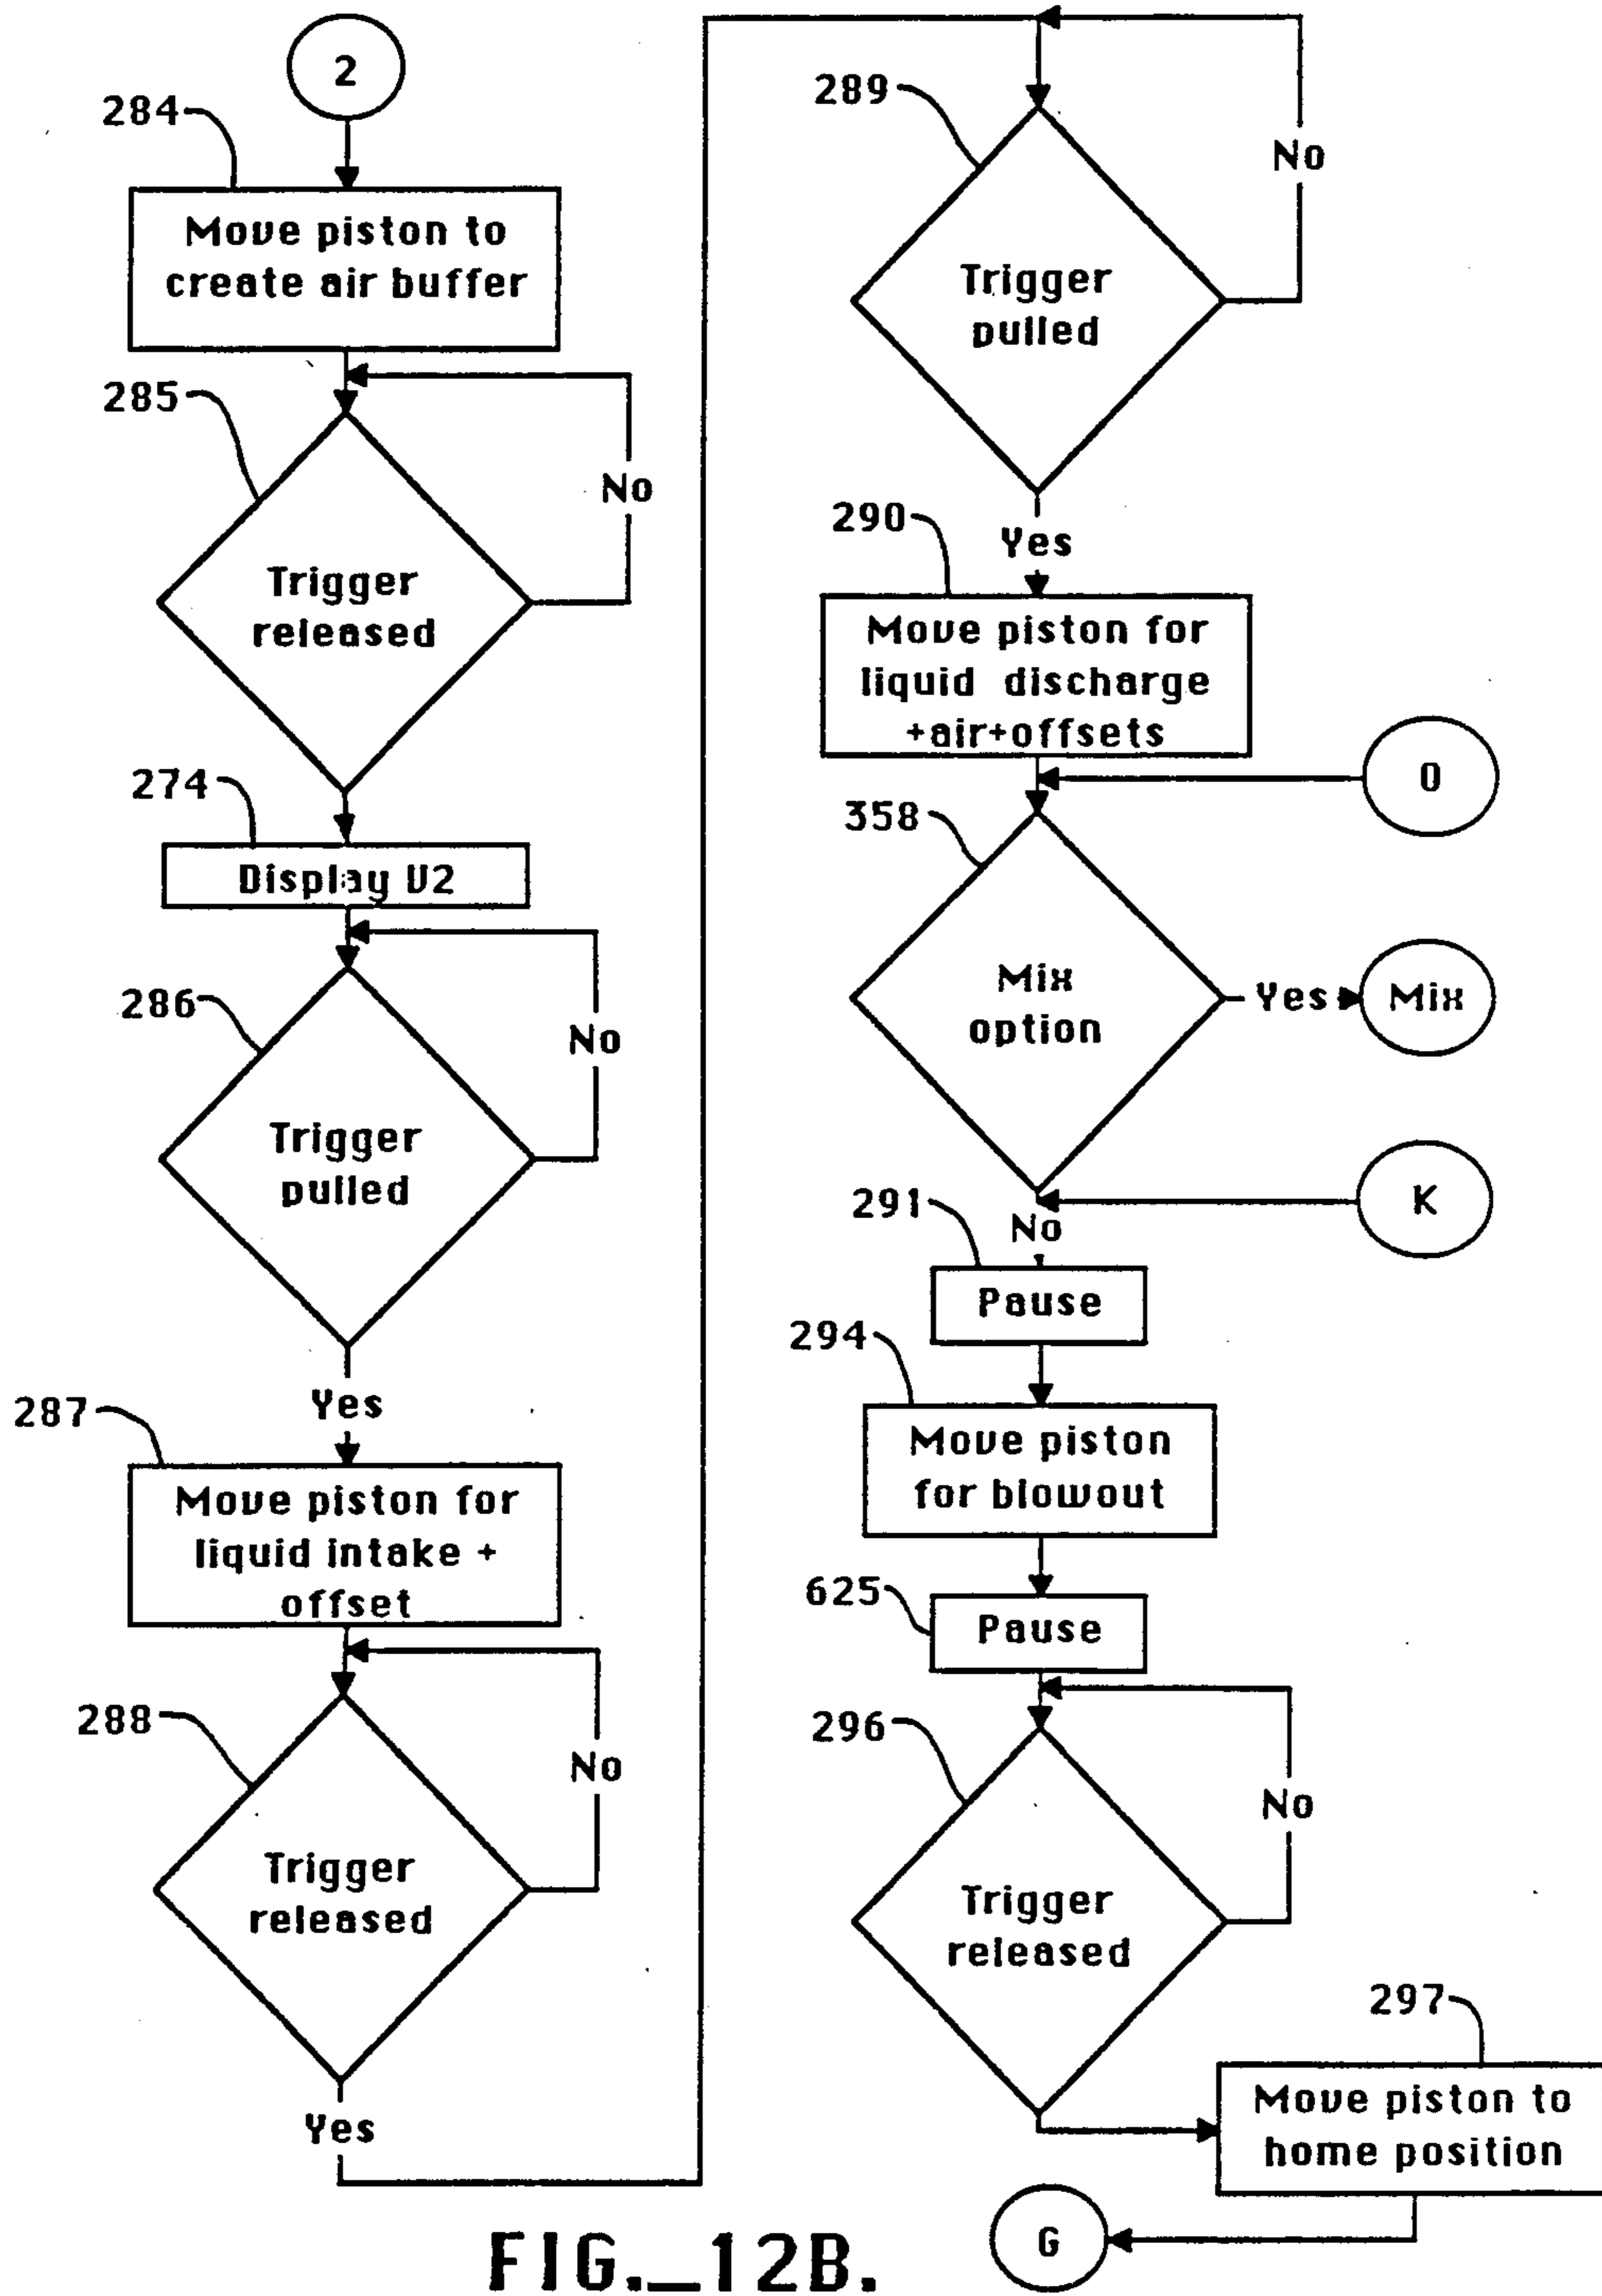 2
284
Move piston to
create air buffer
285
No
Trigger
released
274
Display V2
286
No
Trigger
pulled
Yes
287
Move piston for
liquid intake +
offset
288
No
Trigger
released
Yes
289
No
Trigger
pulled
290
Yes
Move piston for
liquid discharge
+air+offsets
O
358
Mix
option
Yes
Mix
K
291
No
Pause
294
Move piston
for blowout
625
Pause
296
No
Trigger
released
297
Move piston to
home position
G
FIG._12B.